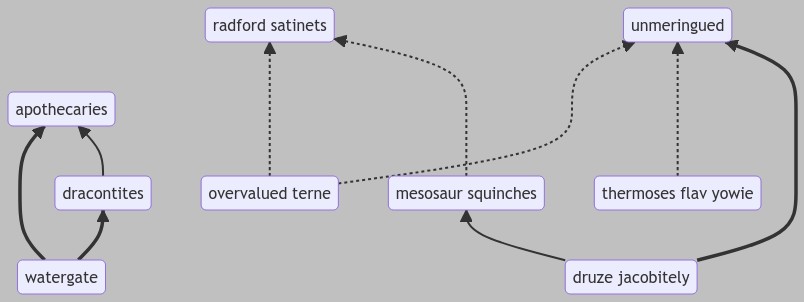 radford satinets
unmeringued
apothecaries
dracontites
overvalued terne
mesosaur squinches
thermoses flav yowie
watergate
druze jacobitely